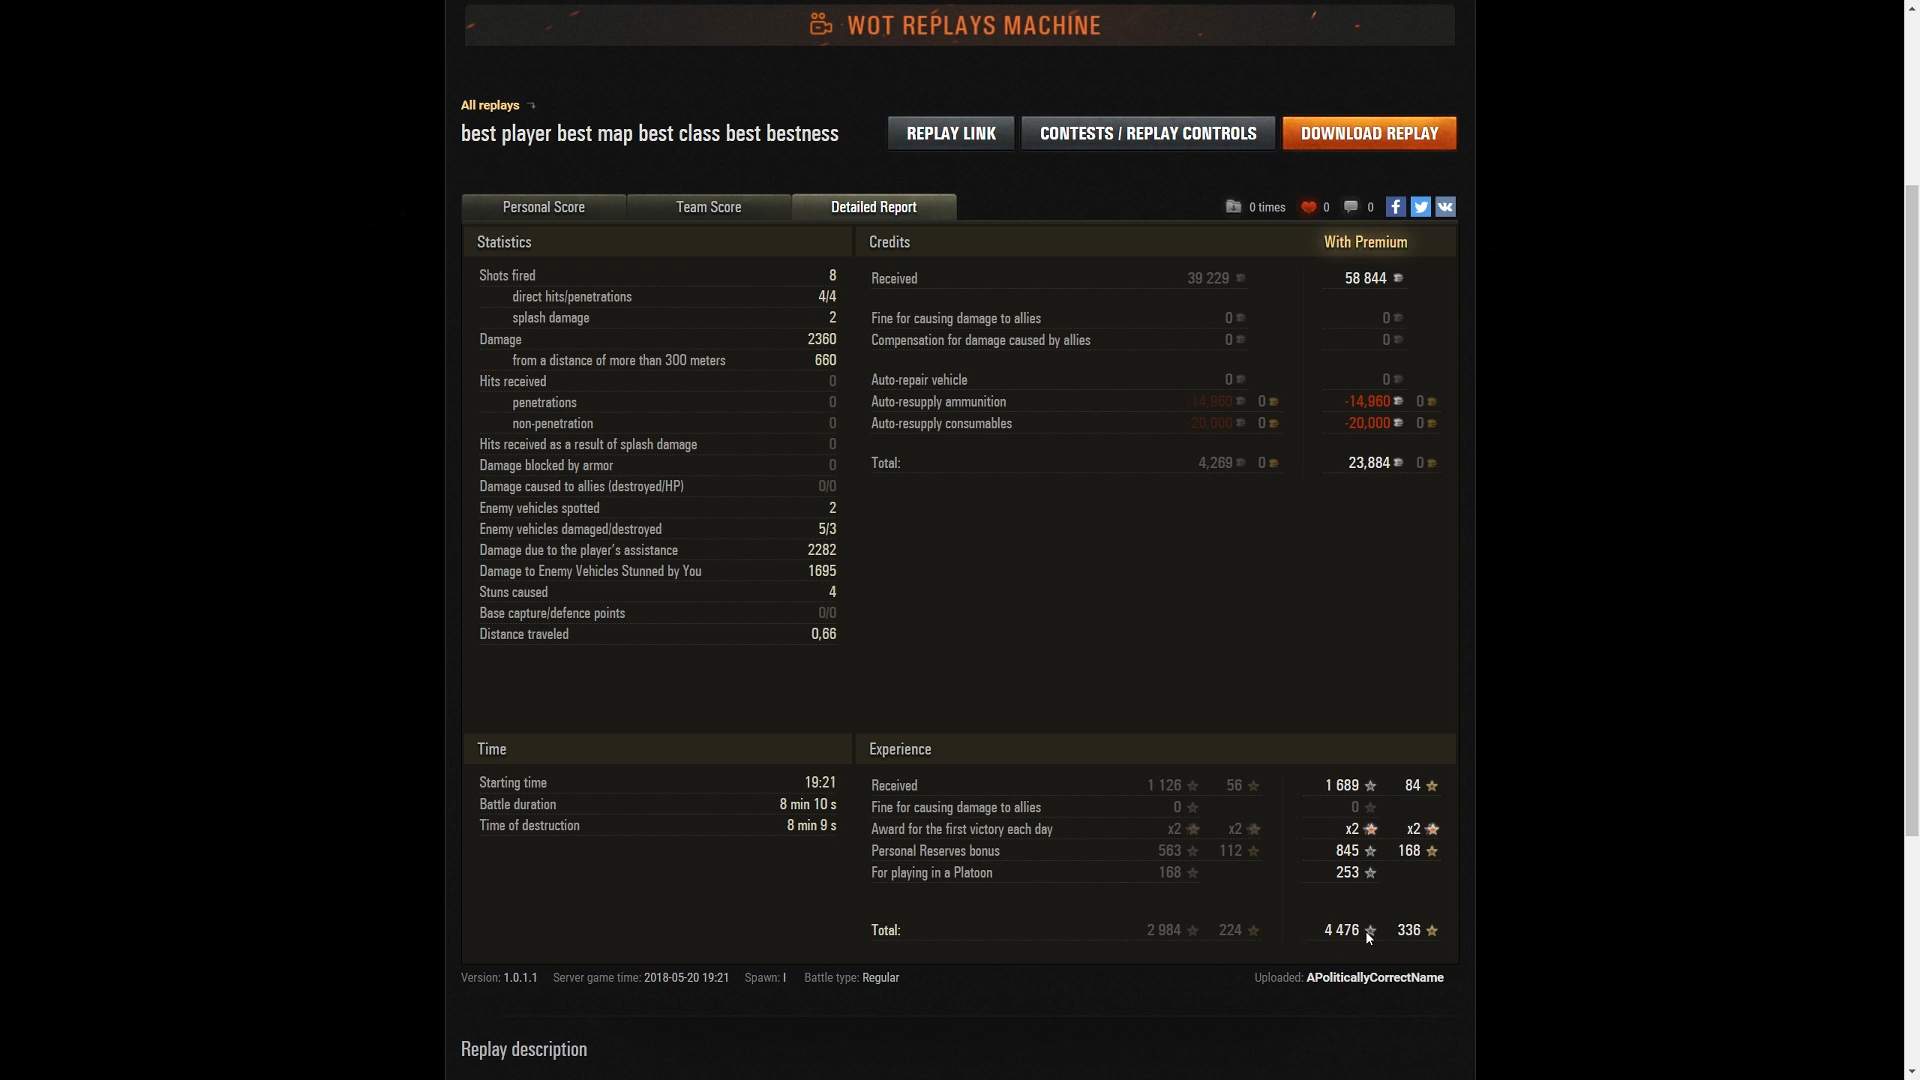 WOT REPLAYS MACHINE
All replays
best player best map best class best bestness
REPLAY LINK
CONTESTS / REPLAY CONTROLS
DOWNLOAD REPLAY
Personal Score
Team Score
Detailed Report
0 times
0
0
Statistics
Shots fired 8
direct hits/penetrations 4/4
splash damage 2
Damage 2360
from a distance of more than 300 meters 660
Hits received 0
penetrations 0
non-penetration 0
Hits received as a result of splash damage 0
Damage blocked by armor 0
Damage caused to allies (destroyed/HP) 0/0
Enemy vehicles spotted 2
Enemy vehicles damaged/destroyed 5/3
Damage due to the player's assistance 2282
Damage to Enemy Vehicles Stunned by You 1695
Stuns caused 4
Base capture/defence points 0/0
Distance traveled 0,66
Credits With Premium
Received 39 229 58 844
Fine for causing damage to allies 0 0
Compensation for damage caused by allies 0 0
Auto-repair vehicle 0 0
Auto-resupply ammunition -14,960 0 -14,960 0
Auto-resupply consumables -20,000 0 -20,000 0
Total: 4,269 0 23,884 0
Time
Starting time 19:21
Battle duration 8 min 10 s
Time of destruction 8 min 9 s
Experience
Received 1 126 56 1 689 84
Fine for causing damage to allies 0 0
Award for the first victory each day x2 x2 x2 x2
Personal Reserves bonus 563 112 845 168
For playing in a Platoon 168 253
Total: 2 984 224 4 476 336
Version: 1.0.1.1 Server game time: 2018-05-20 19:21 Spawn: I Battle type: Regular
Uploaded: APoliticallyCorrectName
Replay description